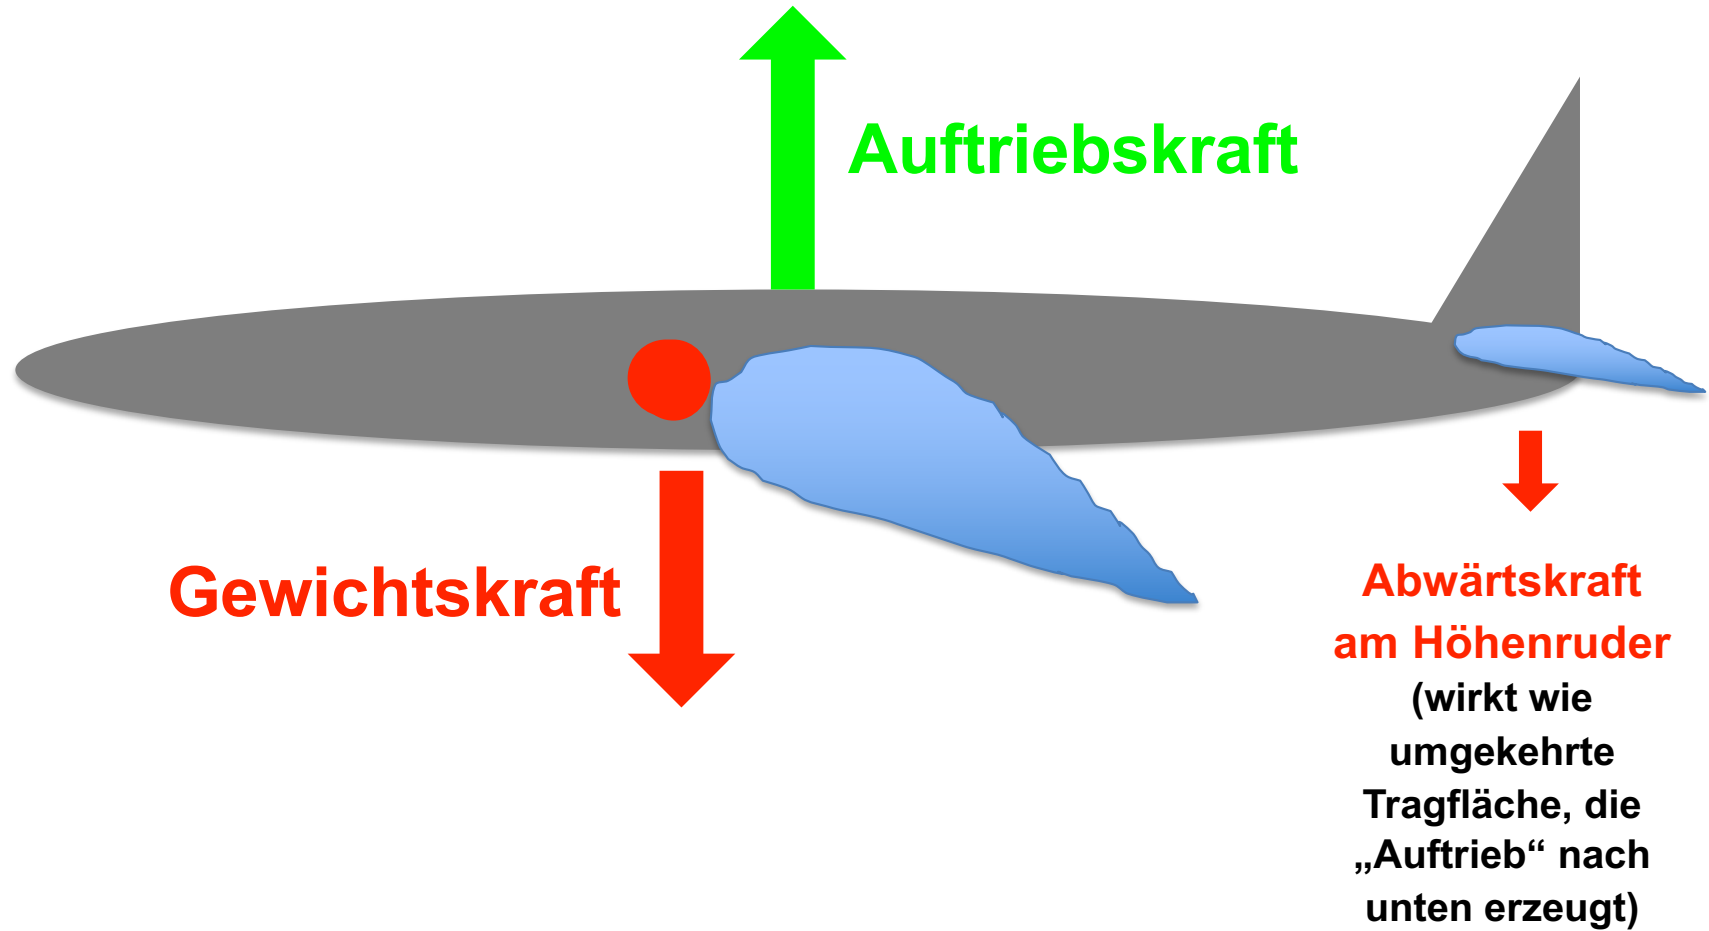 Auftriebskraft
Gewichtskraft
Abwärtskraft
am Höhenruder
(wirkt wie
umgekehrte
Tragfläche, die
„Auftrieb“ nach
unten erzeugt)